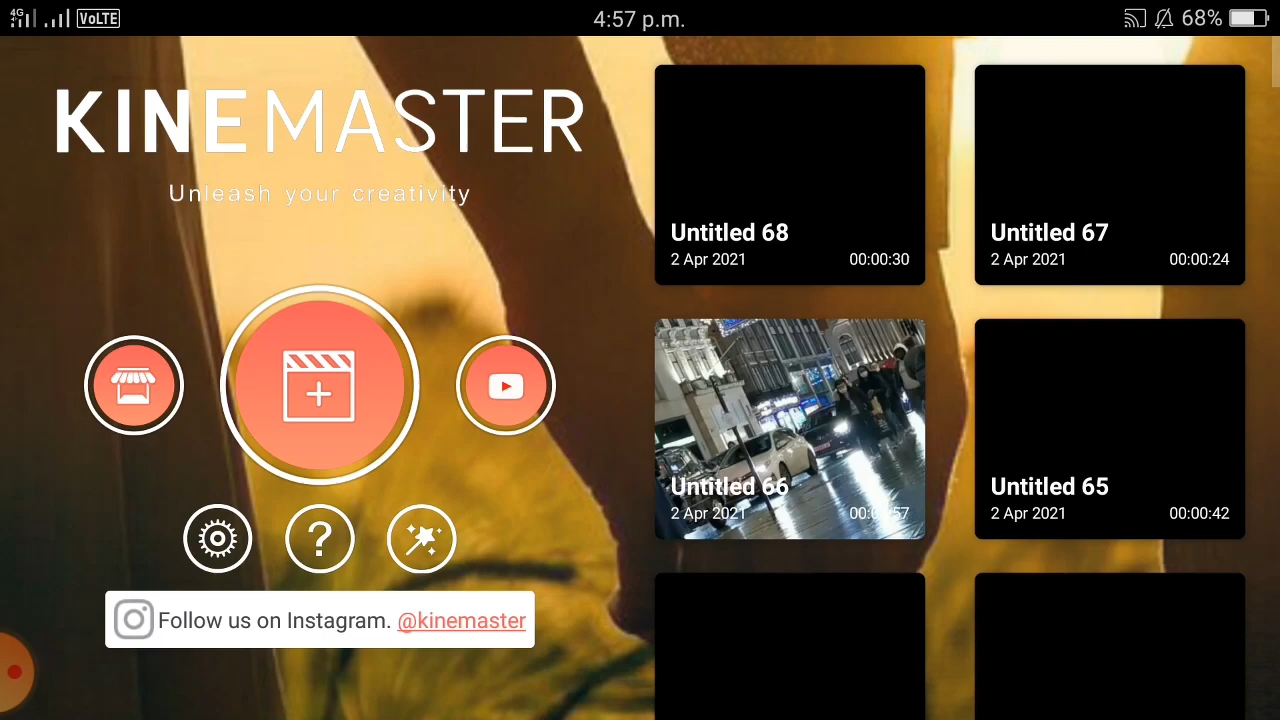 4G VoLTE 4:57 p.m. 68%
KINEMASTER
Unleash your creativity
?
Follow us on Instagram. @kinemaster
Untitled 68
2 Apr 2021 00:00:30
Untitled 67
2 Apr 2021 00:00:24
Untitled 66
2 Apr 2021
Untitled 65
2 Apr 2021 00:00:42